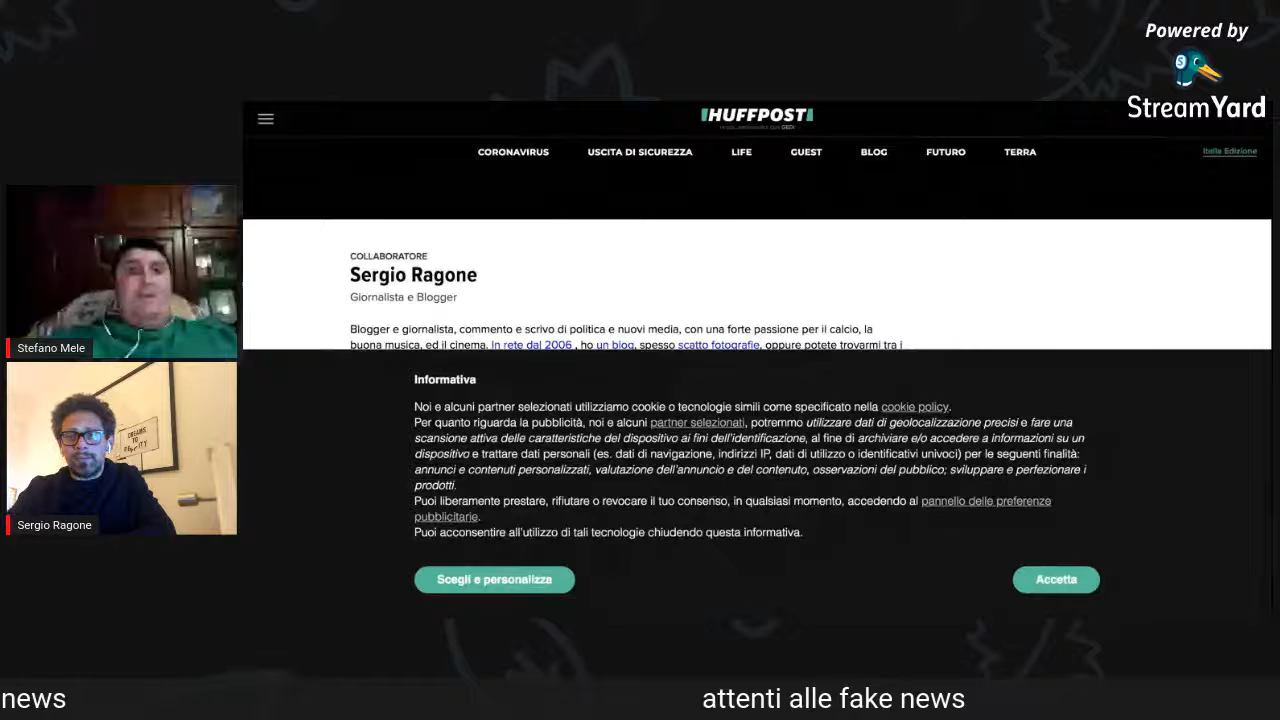 Powered by
StreamYard
HUFFPOST
CORONAVIRUS USCITA DI SICUREZZA LIFE GUEST BLOG FUTURO TERRA
Italia Edizione
COLLABORATORE
Sergio Ragone
Giornalista e Blogger
Blogger e giornalista, commento e scrivo di politica e nuovi media, con una forte passione per il calcio, la
buona musica, ed il cinema. In rete dal 2006 , ho un blog, spesso scatto fotografie, oppure potete trovarmi tra i
Informativa
Noi e alcuni partner selezionati utilizziamo cookie o tecnologie simili come specificato nella cookie policy.
Per quanto riguarda la pubblicità, noi e alcuni partner selezionati, potremmo utilizzare dati di geolocalizzazione precisi e fare una
scansione attiva delle caratteristiche del dispositivo ai fini dell'identificazione, al fine di archiviare e/o accedere a informazioni su un
dispositivo e trattare dati personali (es. dati di navigazione, indirizzi IP, dati di utilizzo o identificativi univoci) per le seguenti finalità:
annunci e contenuti personalizzati, valutazione dell'annuncio e del contenuto, osservazioni del pubblico; sviluppare e perfezionare i
prodotti.
Puoi liberamente prestare, rifiutare o revocare il tuo consenso, in qualsiasi momento, accedendo al pannello delle preferenze
pubblicitarie.
Puoi acconsentire all'utilizzo di tali tecnologie chiudendo questa informativa.
Scegli e personalizza
Accetta
Stefano Mele
DREAMS
TO
Sergio Ragone
news
attenti alle fake news